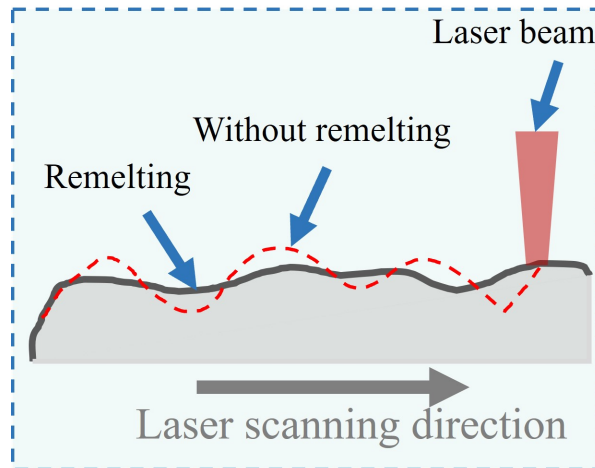 Laser beam
Without remelting
Remelting
Laser scanning direction